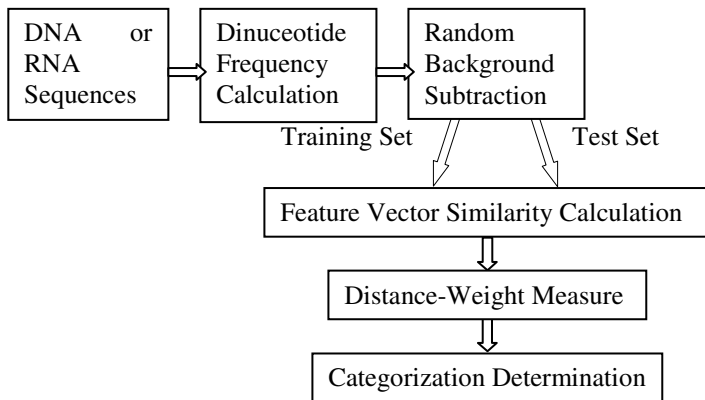 DNA or
RNA
Sequences
Dinuceotide
Frequency
Calculation
Random
Background
Subtraction
Training Set
Test Set
Feature Vector Similarity Calculation
Distance-Weight Measure
Categorization Determination